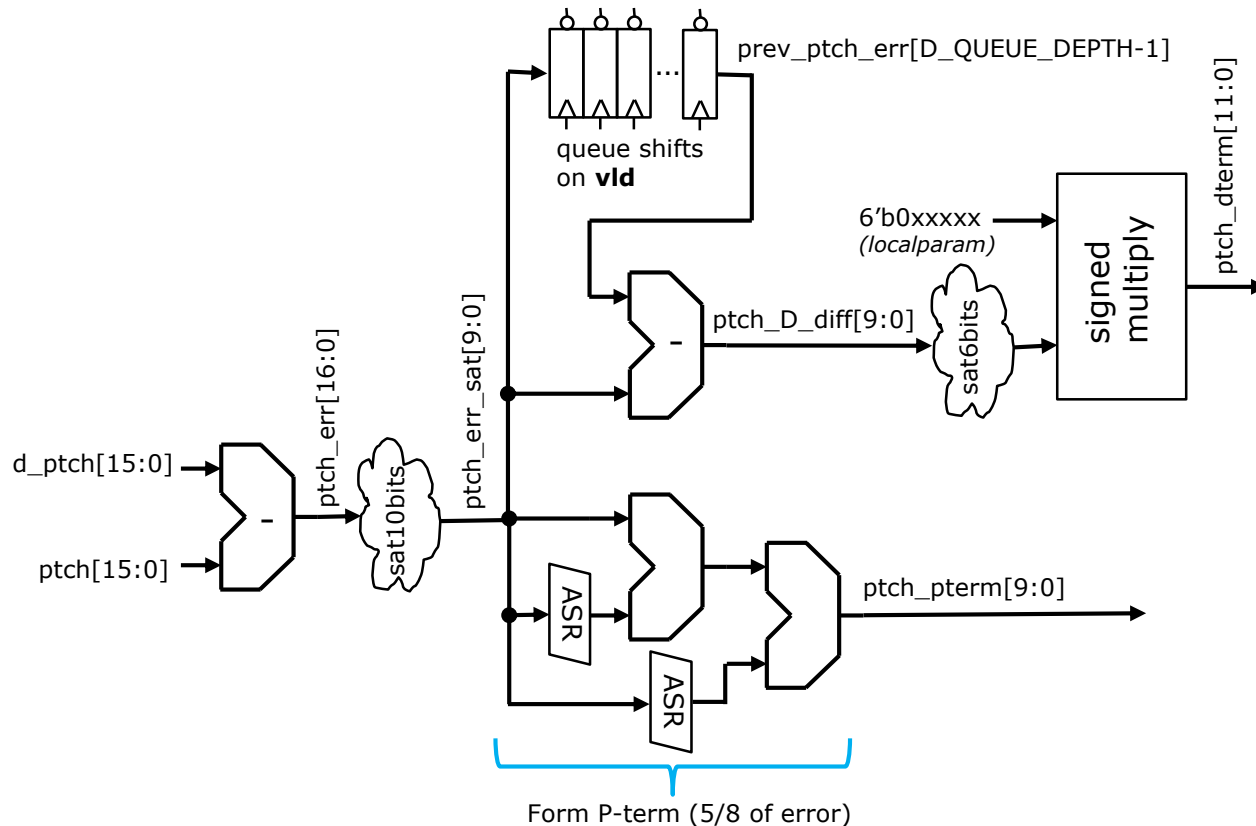 prev_ptch_err[D_QUEUE_DEPTH-1]
...
queue shifts
on vld
6'b0xxxxx
(localparam)
signed
multiply
ptch_dterm[11:0]
ptch_D_diff[9:0]
-
sat6bits
ptch_err[16:0]
ptch_err_sat[9:0]
d_ptch[15:0]
-
sat10bits
ptch[15:0]
ASR
ptch_pterm[9:0]
ASR
Form P-term (5/8 of error)